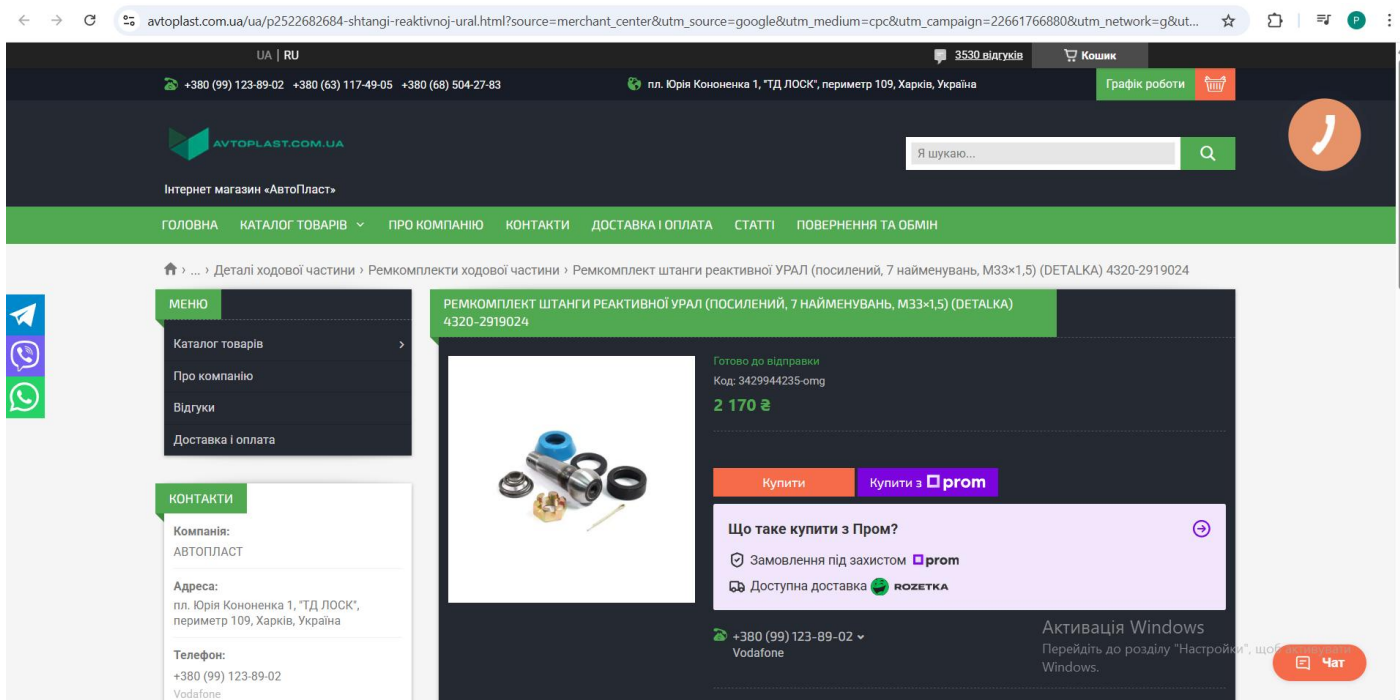 avtoplast.com.ua/ua/p2522682684-shtangi-reaktivnoj-ural.html?source=merchant_center&utm_source=google&utm_medium=cpc&utm_campaign=22661766880&utm_network=g&ut...
P
UA | RU
3530 відгуків
Кошик
+380 (99) 123-89-02 +380 (63) 117-49-05 +380 (68) 504-27-83
пл. Юрія Кононенка 1, "ТД ЛОСК", периметр 109, Харків, Україна
Графік роботи
AVTOPLAST.COM.UA
Я шукаю...
Інтернет магазин «АвтоПласт»
ГОЛОВНА КАТАЛОГ ТОВАРІВ ПРО КОМПАНІЮ КОНТАКТИ ДОСТАВКА І ОПЛАТА СТАТТІ ПОВЕРНЕННЯ ТА ОБМІН
› ... › Деталі ходової частини › Ремкомплекти ходової частини › Ремкомплект штанги реактивної УРАЛ (посилений, 7 найменувань, М33×1,5) (DETALKA) 4320-2919024
МЕНЮ
Каталог товарів
Про компанію
Відгуки
Доставка і оплата
КОНТАКТИ
Компанія:
АВТОПЛАСТ
Адреса:
пл. Юрія Кононенка 1, "ТД ЛОСК",
периметр 109, Харків, Україна
Телефон:
+380 (99) 123-89-02
Vodafone
РЕМКОМПЛЕКТ ШТАНГИ РЕАКТИВНОЇ УРАЛ (ПОСИЛЕНИЙ, 7 НАЙМЕНУВАНЬ, М33×1,5) (DETALKA)
4320-2919024
Готово до відправки
Код: 3429944235-omg
2 170 ₴
Купити
Купити з prom
Що таке купити з Пром?
Замовлення під захистом prom
Доступна доставка ROZETKA
+380 (99) 123-89-02
Vodafone
Активація Windows
Перейдіть до розділу "Настройки", щоб активувати
Windows.
Чат